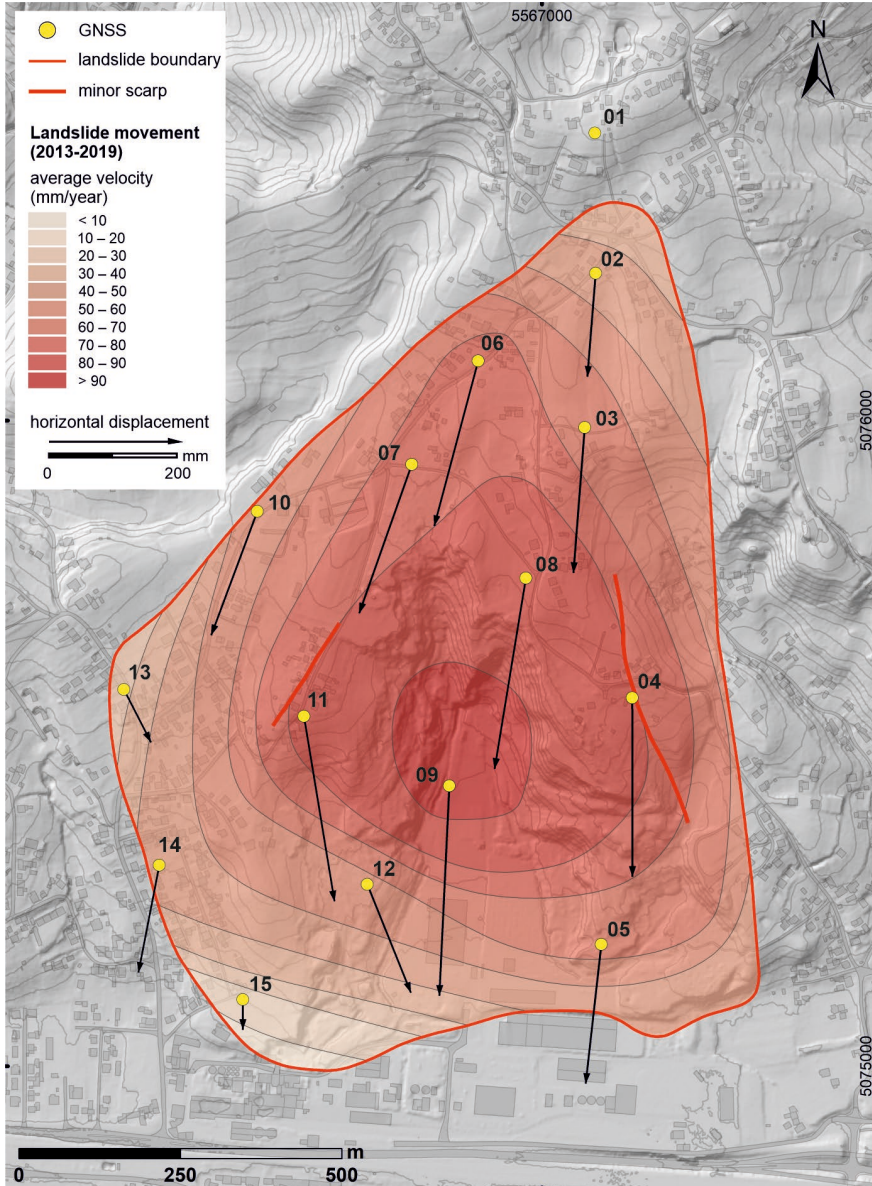 5567000
GNSS
landslide boundary
minor scarp
N
Landslide movement
(2013-2019)
average velocity
(mm/year)
< 10
10 – 20
20 – 30
30 – 40
40 – 50
50 – 60
60 – 70
70 – 80
80 – 90
> 90
horizontal displacement
mm
0 200
01
02
06
03
5076000
07
10
08
13
04
11
09
14
12
05
15
5075000
m
0 250 500